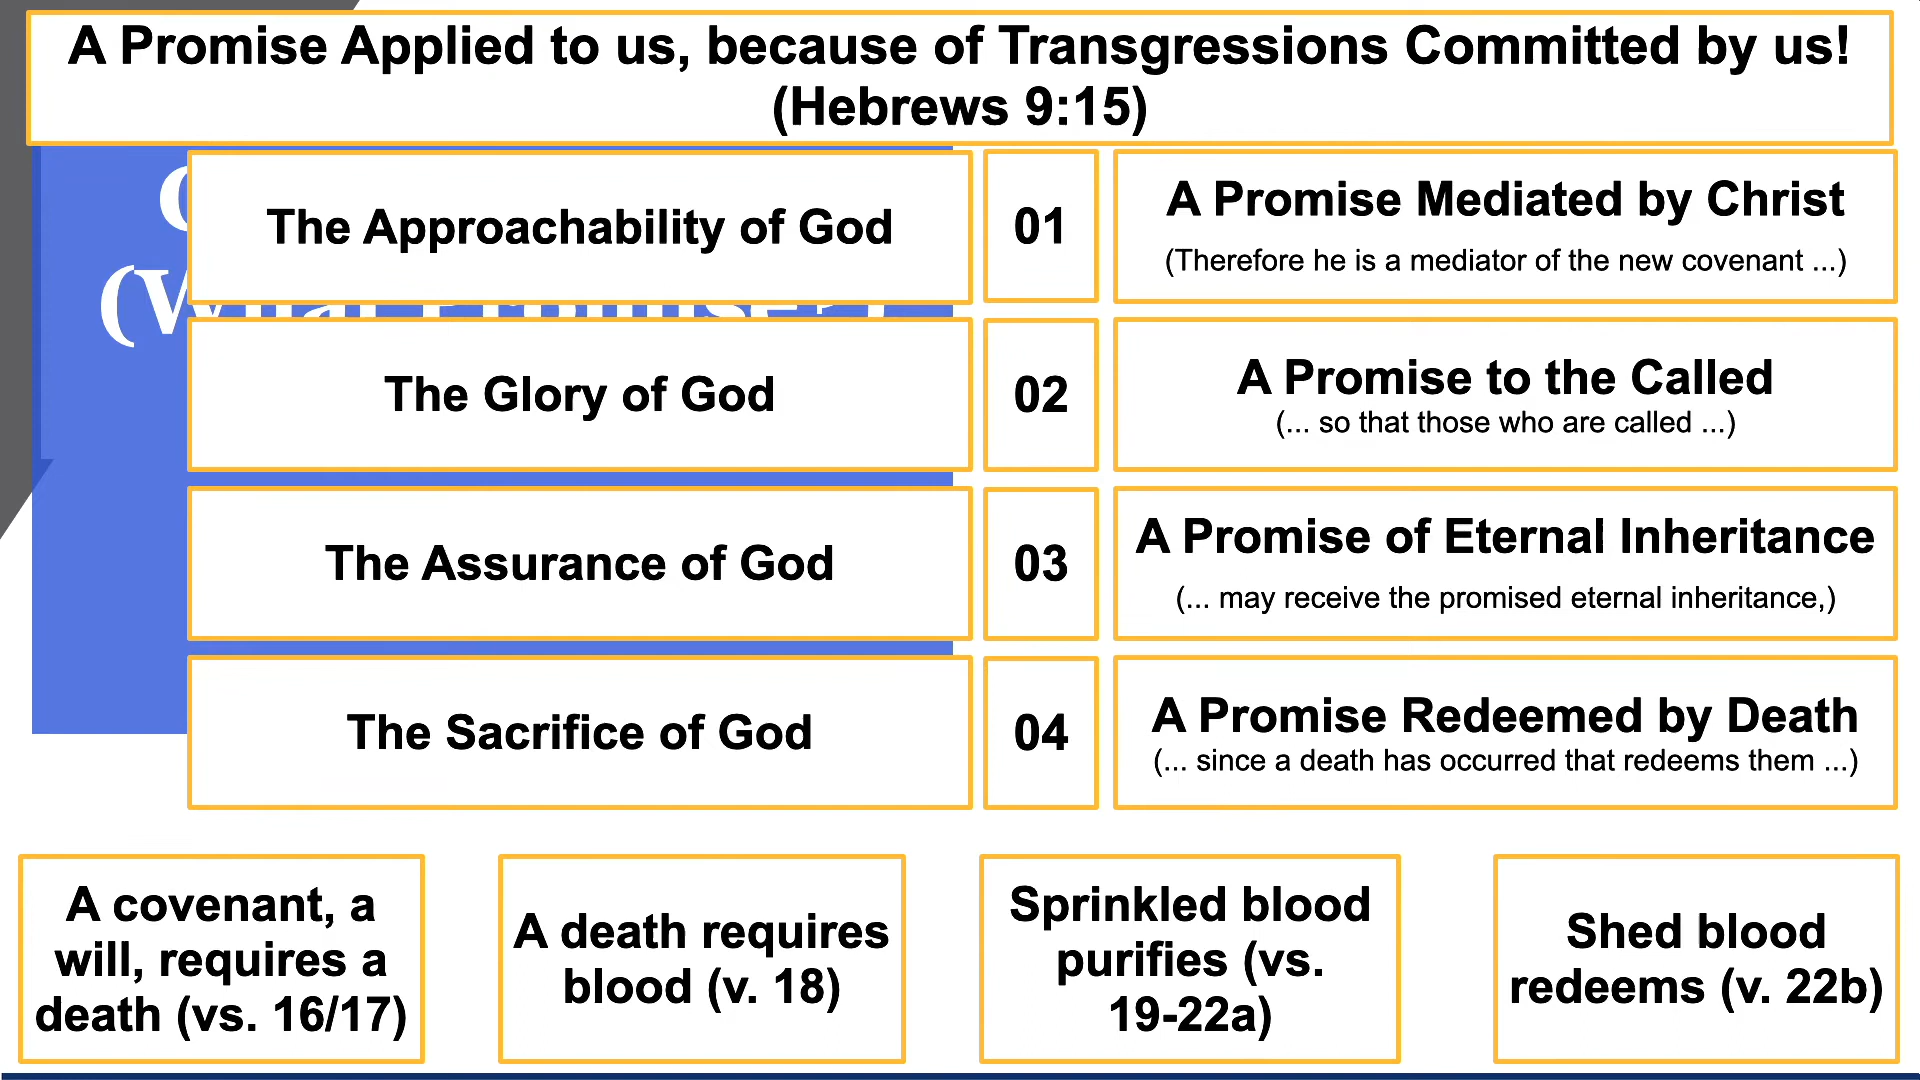 A Promise Applied to us, because of Transgressions Committed by us!
(Hebrews 9:15)
The Approachability of God
01
A Promise Mediated by Christ
(Therefore he is a mediator of the new covenant ...)
The Glory of God
02
A Promise to the Called
(... so that those who are called ...)
The Assurance of God
03
A Promise of Eternal Inheritance
(... may receive the promised eternal inheritance,)
The Sacrifice of God
04
A Promise Redeemed by Death
(... since a death has occurred that redeems them ...)
A covenant, a
will, requires a
death (vs. 16/17)
A death requires
blood (v. 18)
Sprinkled blood
purifies (vs.
19-22a)
Shed blood
redeems (v. 22b)